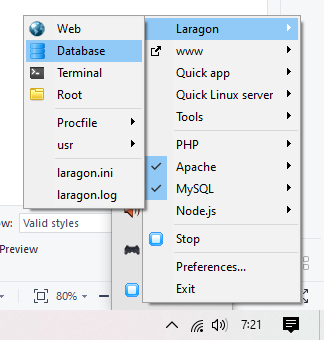 Web
Database
Terminal
Root
Procfile
usr
laragon.ini
laragon.log
Laragon
www
Quick app
Quick Linux server
Tools
PHP
Apache
MySQL
Node.js
Stop
Preferences...
Exit
ow: Valid styles
Preview
80%
7:21